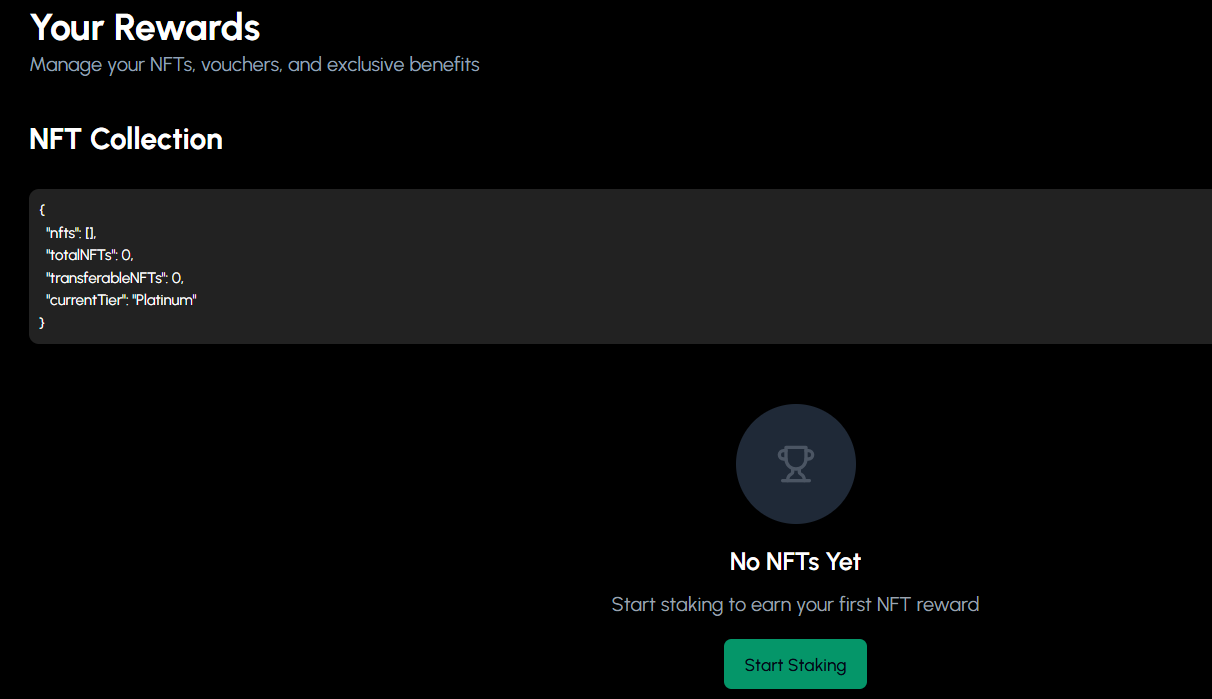 Your Rewards
Manage your NFTs, vouchers, and exclusive benefits
NFT Collection
{
"nfts": [],
"totalNFTs": 0,
"transferableNFTs": 0,
"currentTier": "Platinum"
}
No NFTs Yet
Start staking to earn your first NFT reward
Start Staking